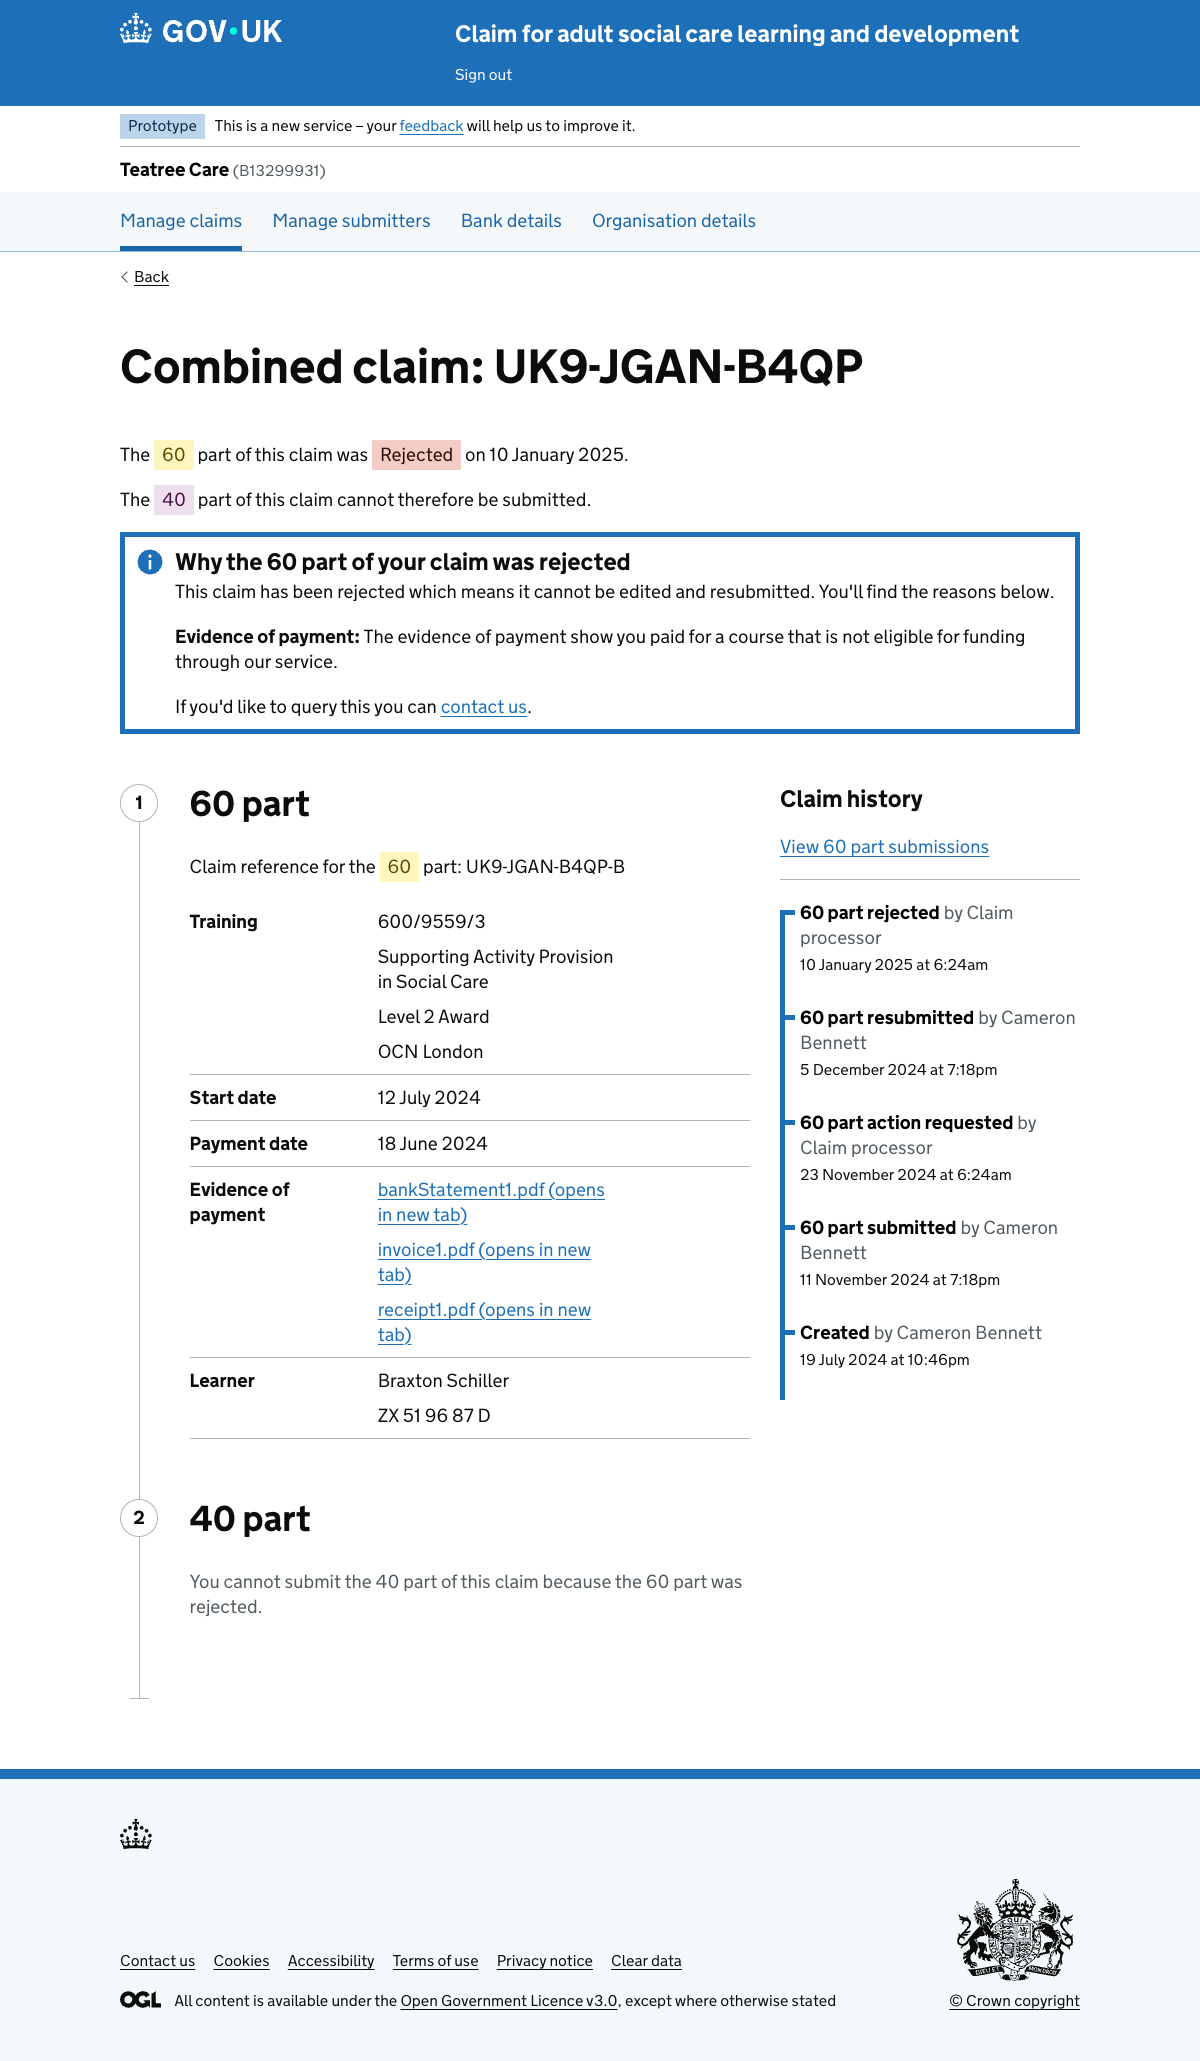 GOV·UK
Claim for adult social care learning and development
Sign out
Prototype This is a new service – your feedback will help us to improve it.
Teatree Care (B13299931)
Manage claims Manage submitters Bank details Organisation details
Back
Combined claim: UK9-JGAN-B4QP
The 60 part of this claim was Rejected on 10 January 2025.
The 40 part of this claim cannot therefore be submitted.
Why the 60 part of your claim was rejected
This claim has been rejected which means it cannot be edited and resubmitted. You'll find the reasons below.
Evidence of payment: The evidence of payment show you paid for a course that is not eligible for funding
through our service.
If you'd like to query this you can contact us.
1
60 part
Claim reference for the 60 part: UK9-JGAN-B4QP-B
Training 600/9559/3
Supporting Activity Provision
in Social Care
Level 2 Award
OCN London
Start date 12 July 2024
Payment date 18 June 2024
Evidence of
payment
bankStatement1.pdf (opens
in new tab)
invoice1.pdf (opens in new
tab)
receipt1.pdf (opens in new
tab)
Learner Braxton Schiller
ZX 51 96 87 D
2
40 part
You cannot submit the 40 part of this claim because the 60 part was
rejected.
Claim history
View 60 part submissions
60 part rejected by Claim
processor
10 January 2025 at 6:24am
60 part resubmitted by Cameron
Bennett
5 December 2024 at 7:18pm
60 part action requested by
Claim processor
23 November 2024 at 6:24am
60 part submitted by Cameron
Bennett
11 November 2024 at 7:18pm
Created by Cameron Bennett
19 July 2024 at 10:46pm
Contact us Cookies Accessibility Terms of use Privacy notice Clear data
OGL All content is available under the Open Government Licence v3.0, except where otherwise stated
© Crown copyright